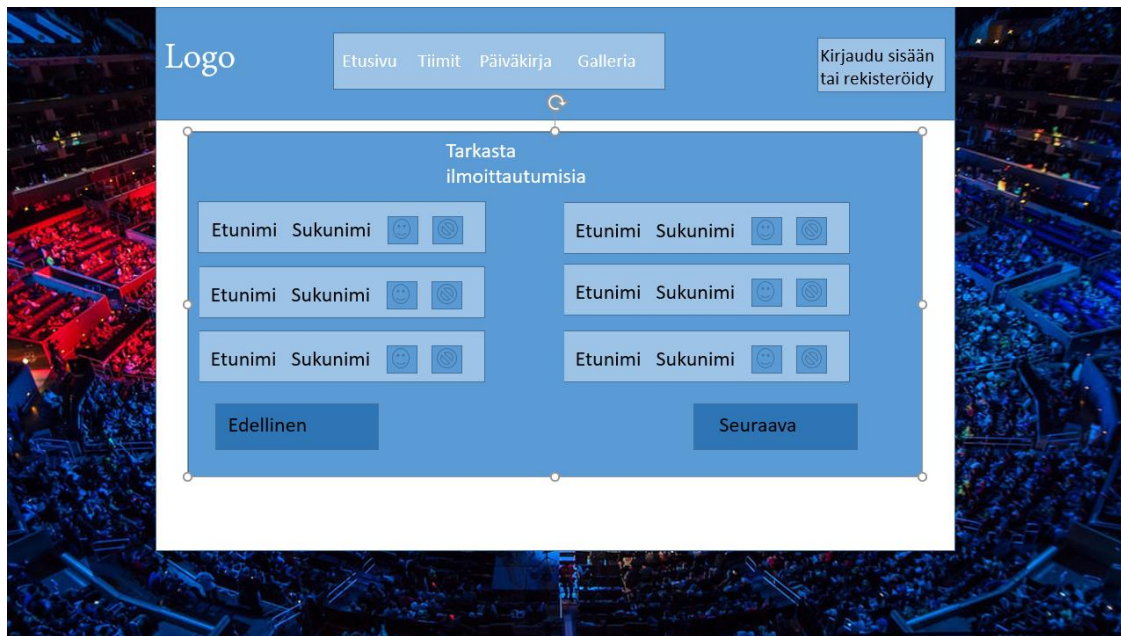 Logo
Etusivu Tiimit Päiväkirja Galleria
Kirjaudu sisään
tai rekisteröidy
Tarkasta
ilmoittautumisia
Etunimi Sukunimi
Etunimi Sukunimi
Etunimi Sukunimi
Etunimi Sukunimi
Etunimi Sukunimi
Etunimi Sukunimi
Edellinen
Seuraava